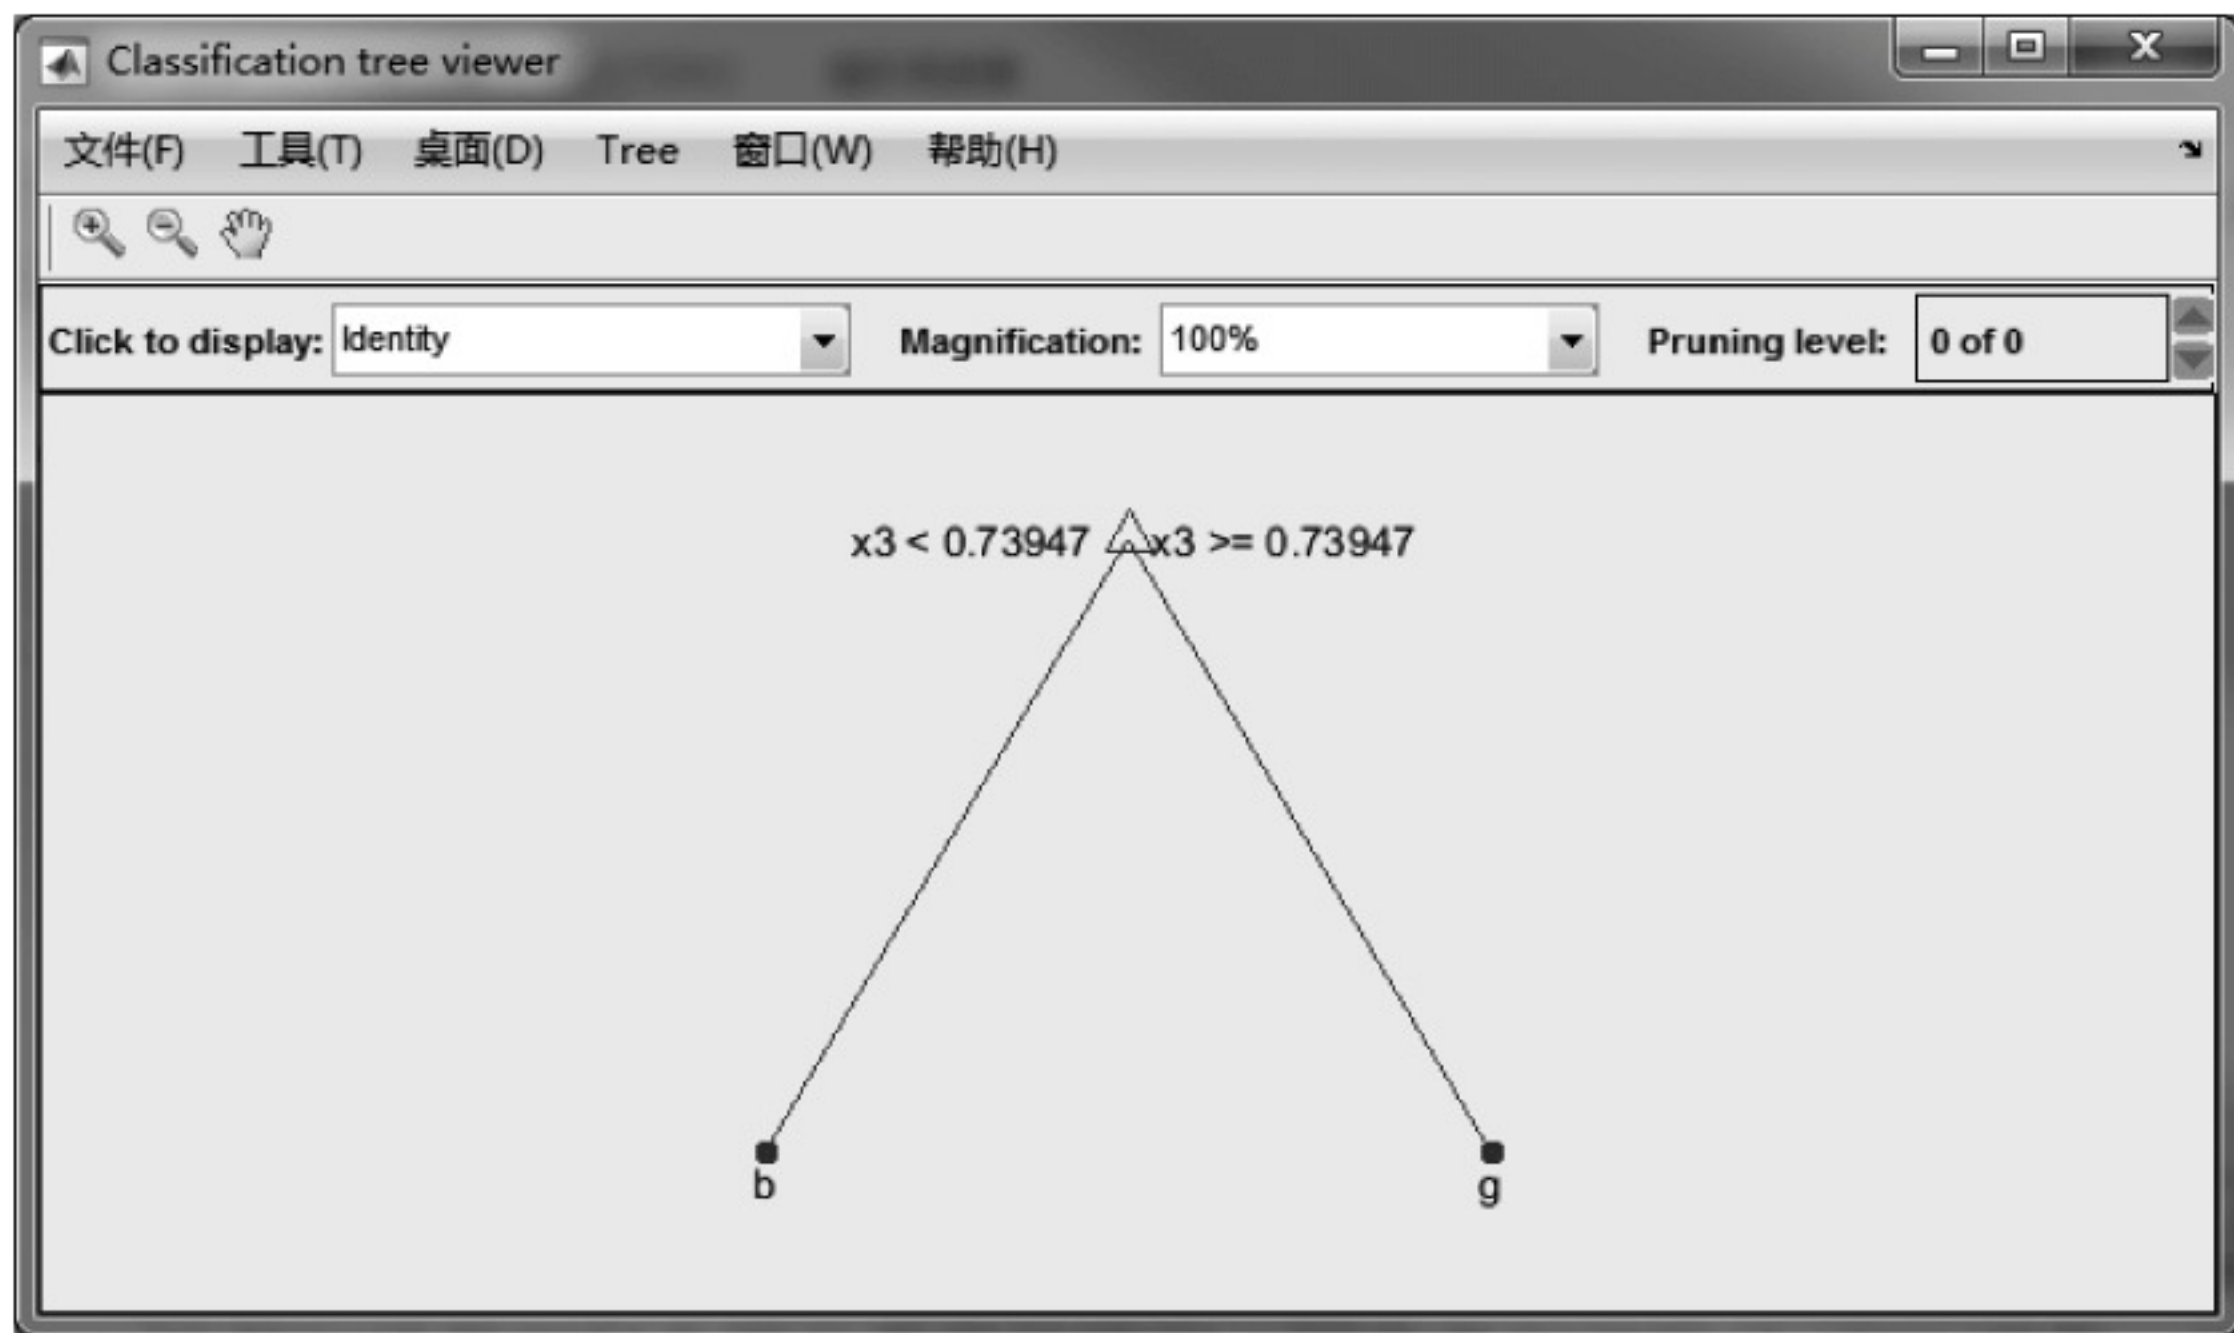 Classification tree viewer
文件(F) 工具(T) 桌面(D) Tree 窗口(W) 帮助(H)
Click to display: Identity Magnification: 100% Pruning level: 0 of 0
x3 < 0.73947 x3 >= 0.73947
b g